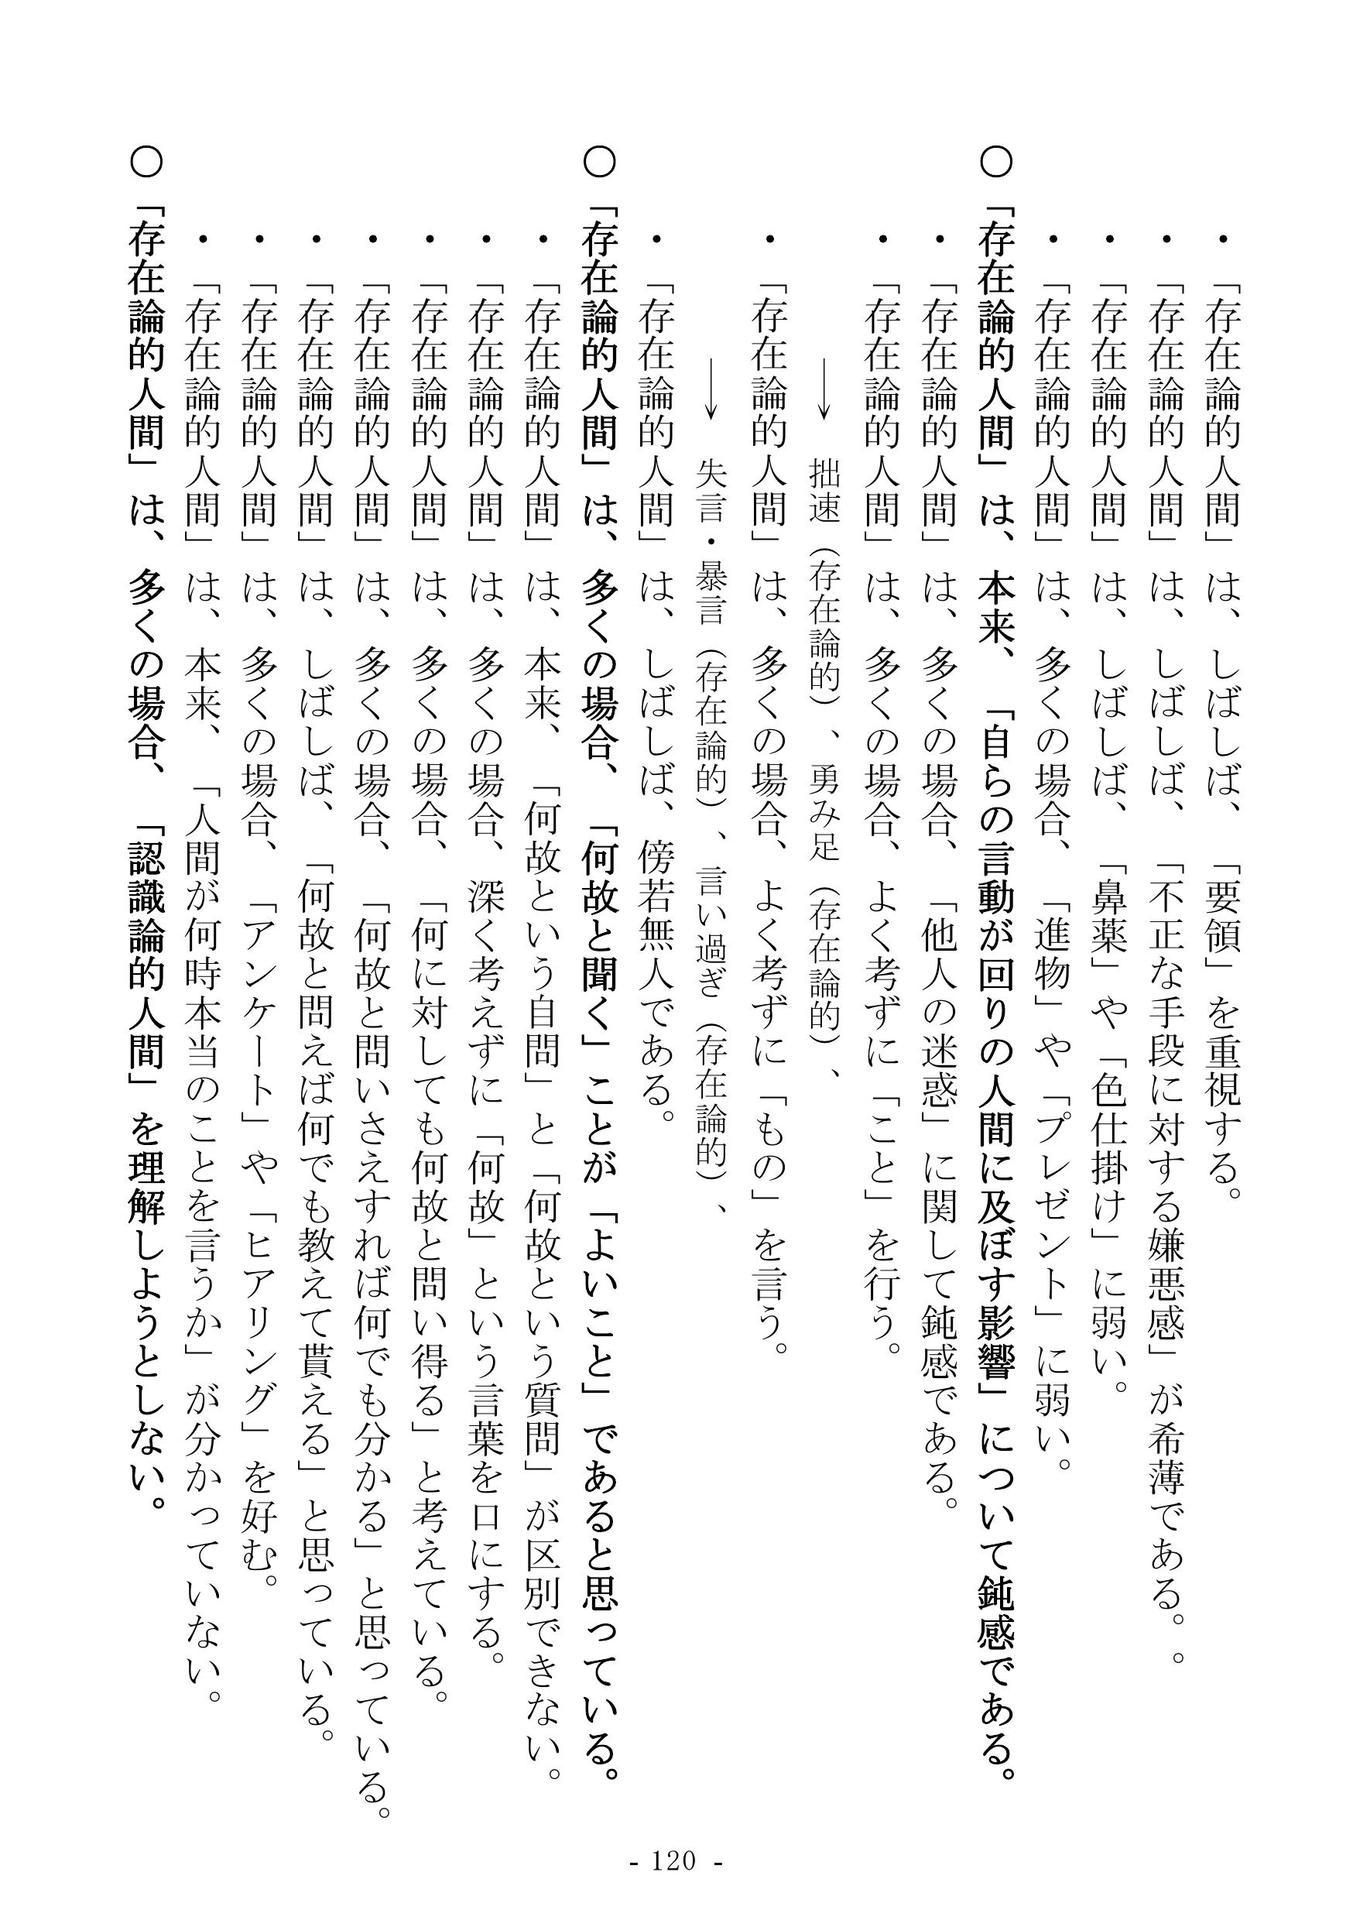 ・「存在論的人間」は、しばしば、「要領」を重視する。
・「存在論的人間」は、しばしば、「不正な手段に対する嫌悪感」が希薄である。。
・「存在論的人間」は、しばしば、「鼻薬」や「色仕掛け」に弱い。
・「存在論的人間」は、多くの場合、「進物」や「プレゼント」に弱い。
○「存在論的人間」は、本来、「自らの言動が回りの人間に及ぼす影響」について鈍感である。
・「存在論的人間」は、多くの場合、「他人の迷惑」に関して鈍感である。
・「存在論的人間」は、多くの場合、よく考ずに「こと」を行う。
→ 拙速（存在論的）、勇み足（存在論的）、
・「存在論的人間」は、多くの場合、よく考ずに「もの」を言う。
→ 失言・暴言（存在論的）、言い過ぎ（存在論的）、
・「存在論的人間」は、しばしば、傍若無人である。
○「存在論的人間」は、多くの場合、「何故と聞く」ことが「よいこと」であると思っている。
・「存在論的人間」は、本来、「何故という自問」と「何故という質問」が区別できない。
・「存在論的人間」は、多くの場合、深く考えずに「何故」という言葉を口にする。
・「存在論的人間」は、多くの場合、「何に対しても何故と問い得る」と考えている。
・「存在論的人間」は、多くの場合、「何故と問いさえすれば何でも分かる」と思っている。
・「存在論的人間」は、しばしば、「何故と問えば何でも教えて貰える」と思っている。
・「存在論的人間」は、多くの場合、「アンケート」や「ヒアリング」を好む。
・「存在論的人間」は、本来、「人間が何時本当のことを言うか」が分かっていない。
○「存在論的人間」は、多くの場合、「認識論的人間」を理解しようとしない。
- 120 -